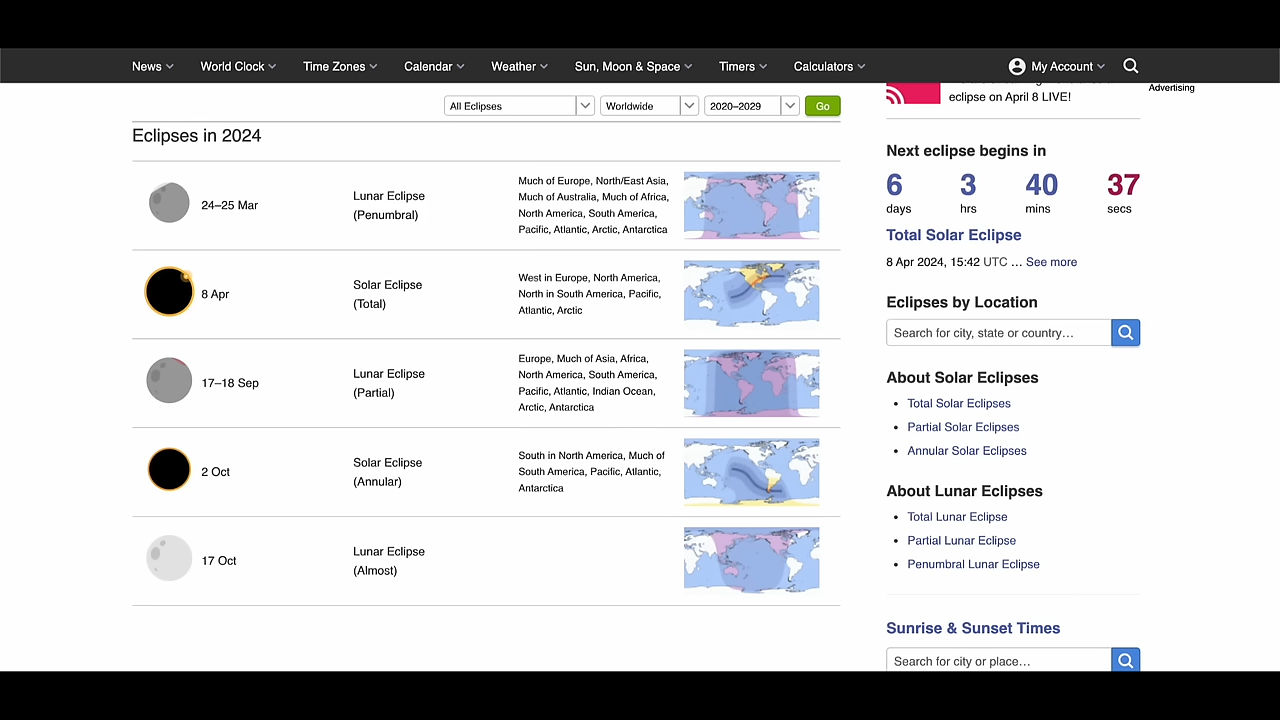 News
World Clock
Time Zones
Calendar
Weather
Sun, Moon & Space
Timers
Calculators
My Account
All Eclipses
Worldwide
2020–2029
Go
Eclipses in 2024
24–25 Mar
Lunar Eclipse
(Penumbral)
Much of Europe, North/East Asia,
Much of Australia, Much of Africa,
North America, South America,
Pacific, Atlantic, Arctic, Antarctica
8 Apr
Solar Eclipse
(Total)
West in Europe, North America,
North in South America, Pacific,
Atlantic, Arctic
17–18 Sep
Lunar Eclipse
(Partial)
Europe, Much of Asia, Africa,
North America, South America,
Pacific, Atlantic, Indian Ocean,
Arctic, Antarctica
2 Oct
Solar Eclipse
(Annular)
South in North America, Much of
South America, Pacific, Atlantic,
Antarctica
17 Oct
Lunar Eclipse
(Almost)
eclipse on April 8 LIVE!
Advertising
Next eclipse begins in
6 3 40 37
days hrs mins secs
Total Solar Eclipse
8 Apr 2024, 15:42 UTC … See more
Eclipses by Location
Search for city, state or country…
About Solar Eclipses
• Total Solar Eclipses
• Partial Solar Eclipses
• Annular Solar Eclipses
About Lunar Eclipses
• Total Lunar Eclipse
• Partial Lunar Eclipse
• Penumbral Lunar Eclipse
Sunrise & Sunset Times
Search for city or place…